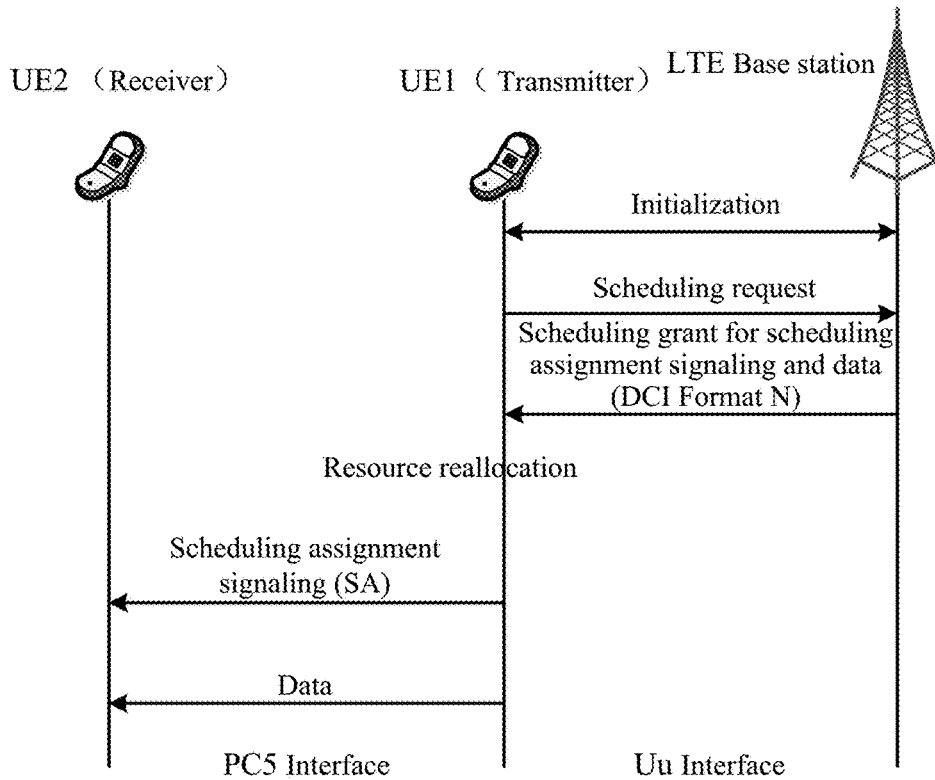 UE2 （Receiver）
UE1（ Transmitter）
LTE Base station
Initialization
Scheduling request
Scheduling grant for scheduling
assignment signaling and data
(DCI Format N)
Resource reallocation
Scheduling assignment
signaling (SA)
Data
PC5 Interface
Uu Interface